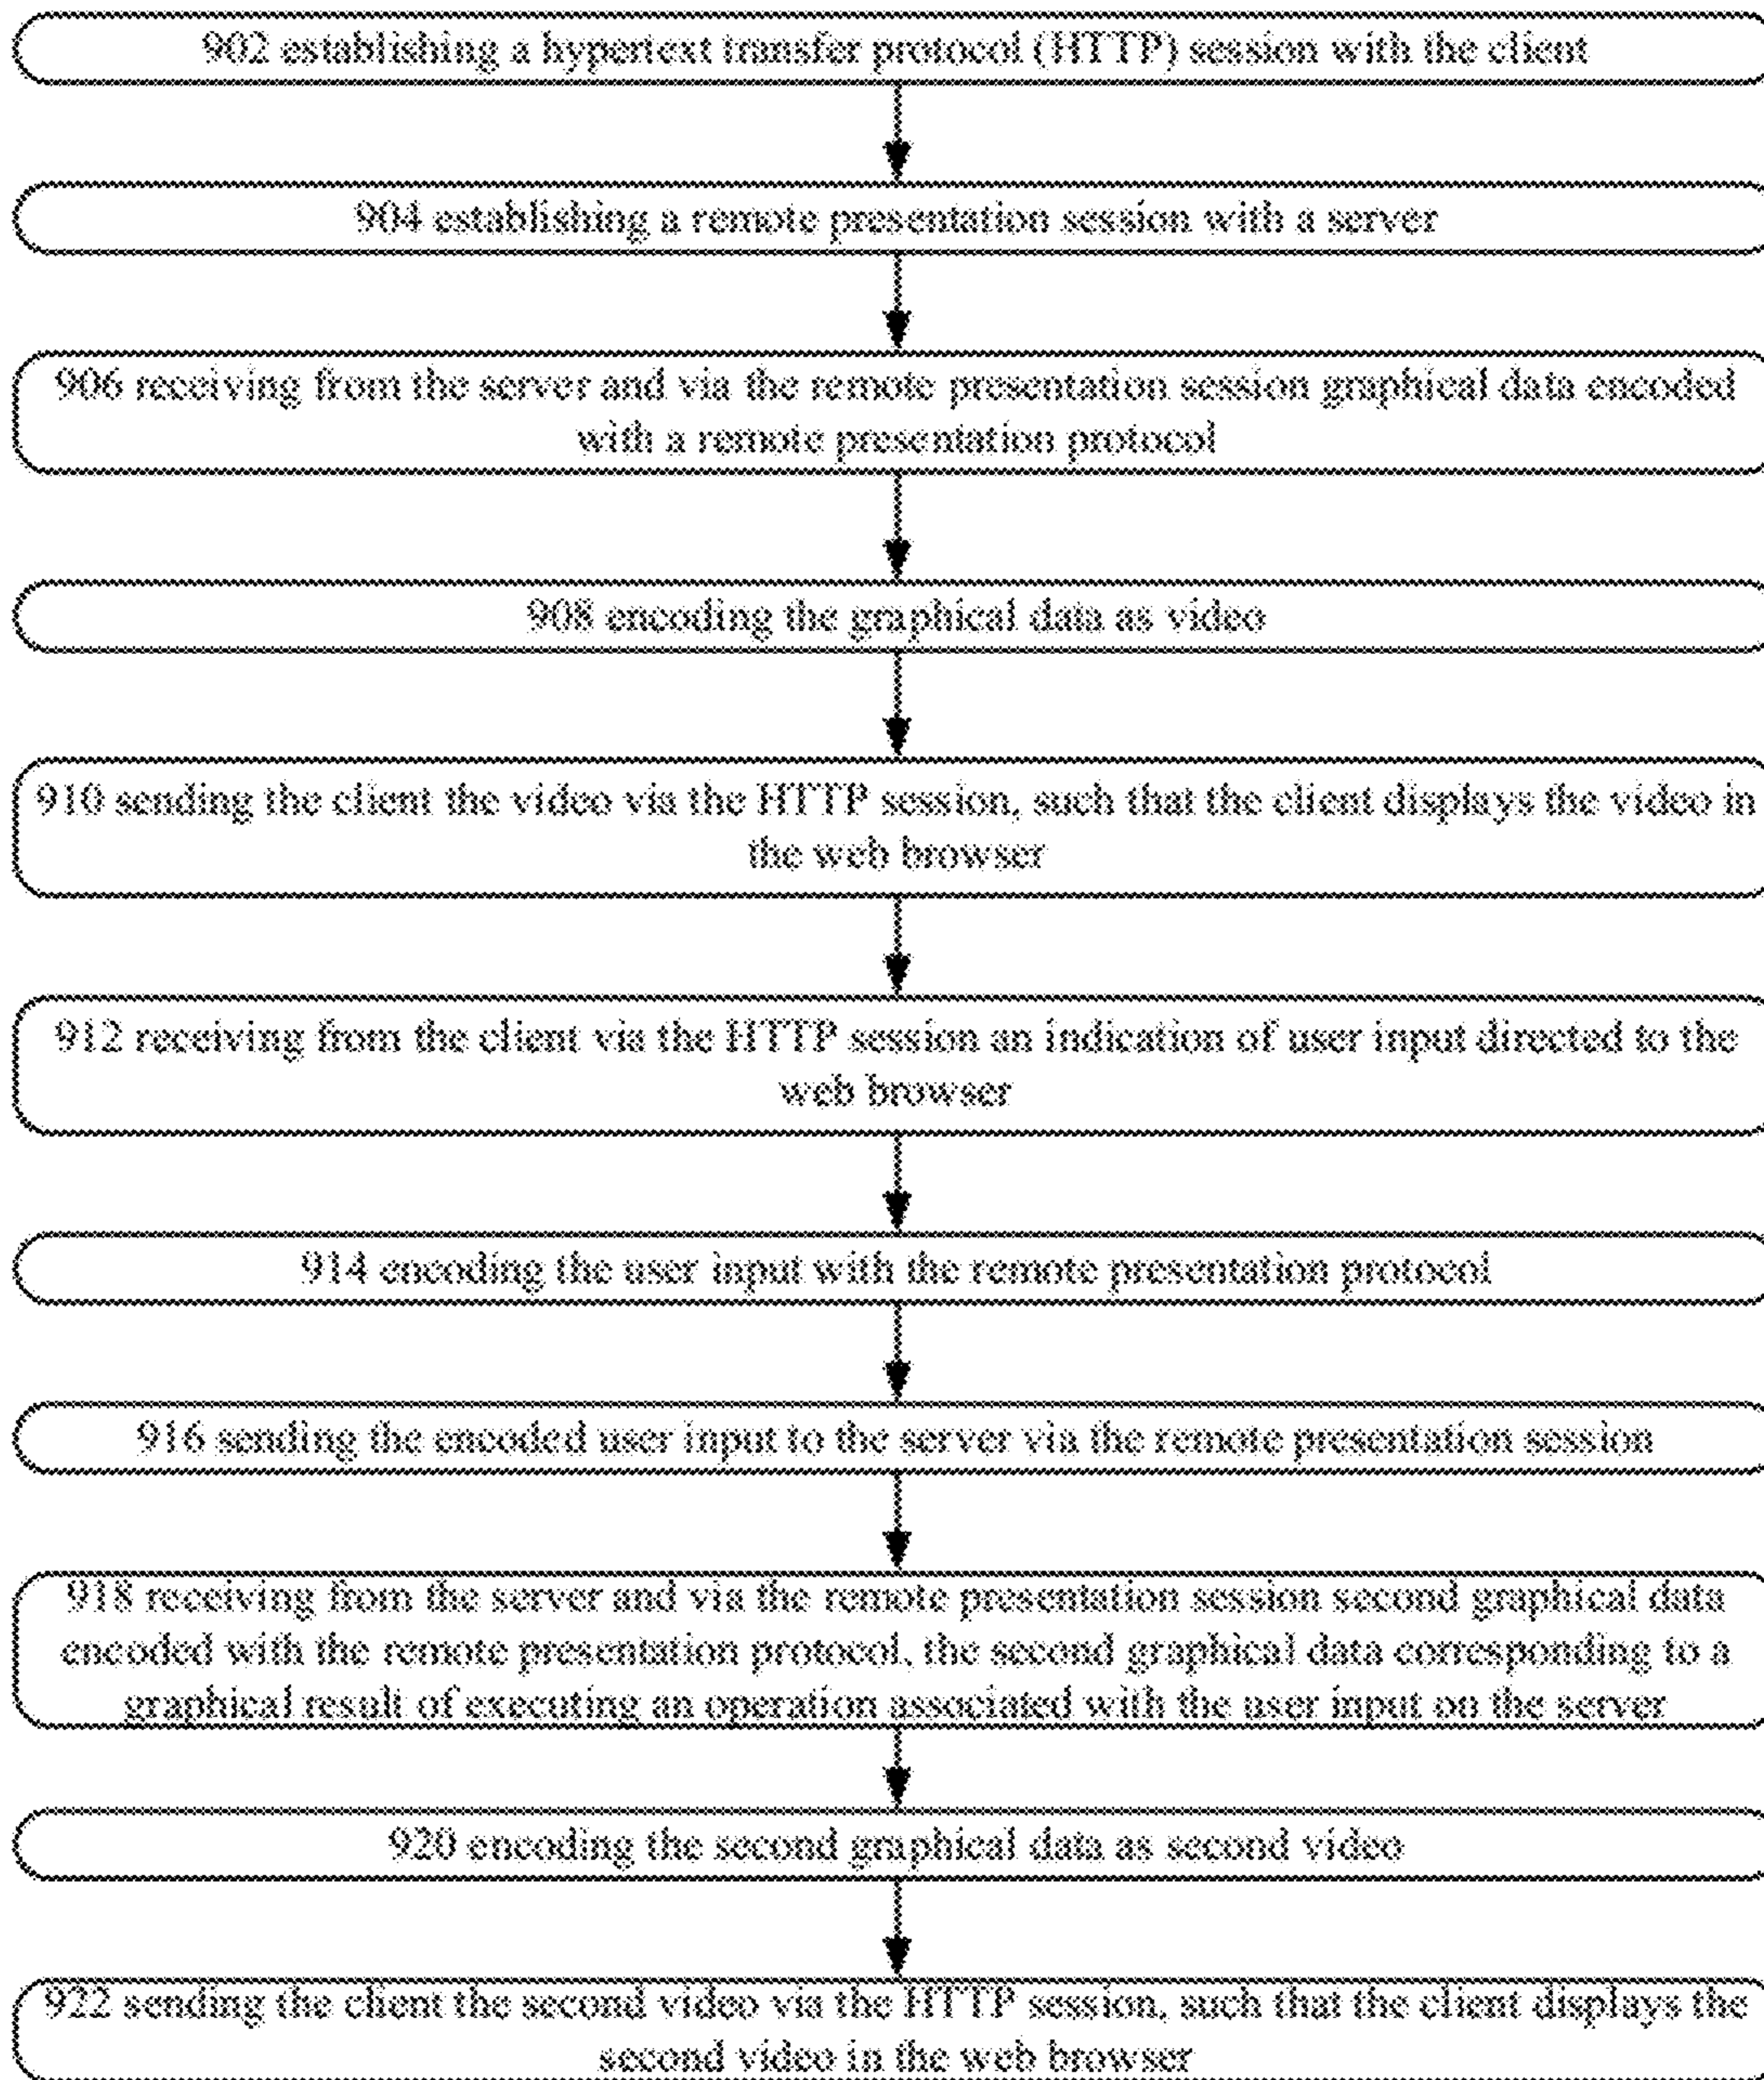 902 establishing a hypertext transfer protocol (HTTP) session with the client
904 establishing a remote presentation session with a server
906 receiving from the server and via the remote presentation session graphical data encoded
with a remote presentation protocol
908 encoding the graphical data as video
910 sending the client the video via the HTTP session, such that the client displays the video in
the web browser
912 receiving from the client via the HTTP session an indication of user input directed to the
web browser
914 encoding the user input with the remote presentation protocol
916 sending the encoded user input to the server via the remote presentation session
918 receiving from the server and via the remote presentation session second graphical data
encoded with the remote presentation protocol, the second graphical data corresponding to a
graphical result of executing an operation associated with the user input on the server
920 encoding the second graphical data as second video
922 sending the client the second video via the HTTP session, such that the client displays the
second video in the web browser